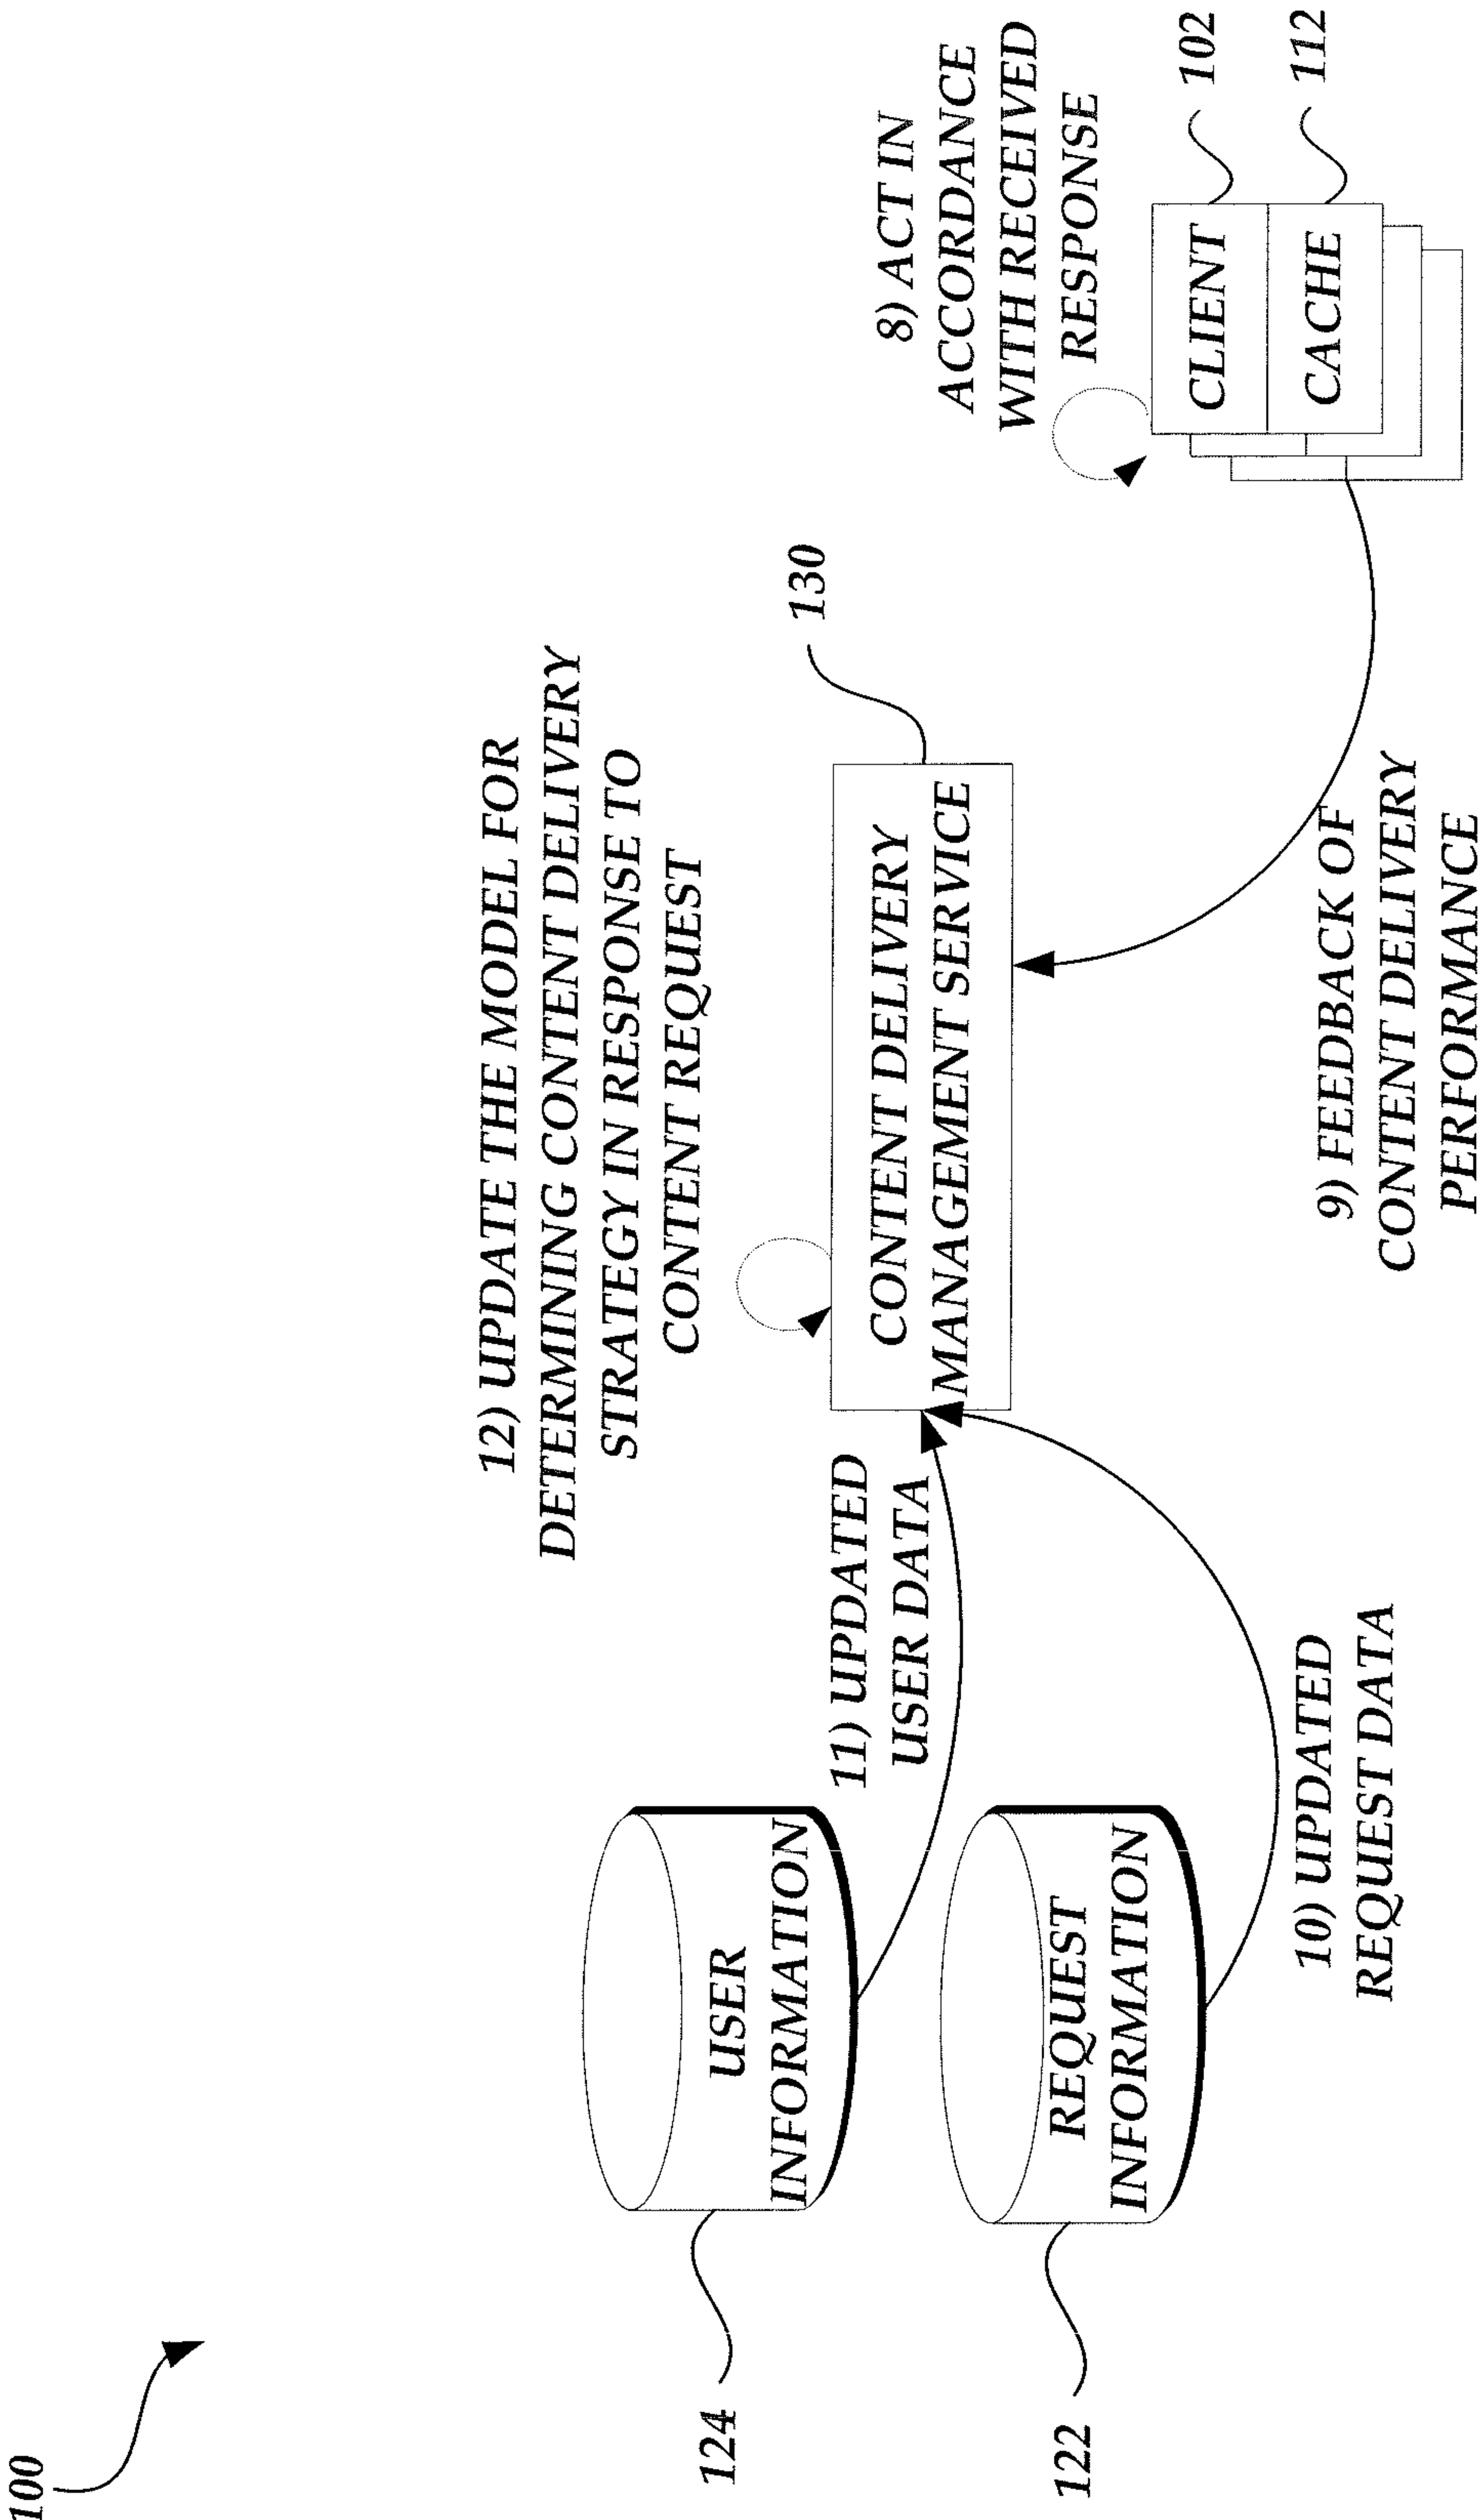 100
12) UPDATE THE MODEL FOR
DETERMINING CONTENT DELIVERY
STRATEGY IN RESPONSE TO
CONTENT REQUEST
124
USER
INFORMATION
11) UPDATED
USER DATA
122
REQUEST
INFORMATION
10) UPDATED
REQUEST DATA
130
CONTENT DELIVERY
MANAGEMENT SERVICE
9) FEEDBACK OF
CONTENT DELIVERY
PERFORMANCE
8) ACT IN
ACCORDANCE
WITH RECEIVED
RESPONSE
CLIENT
102
CACHE
112